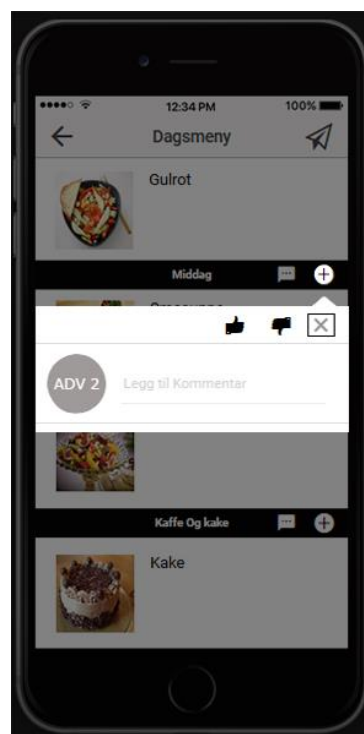 12:34 PM
100%
Dagsmeny
Gulrot
Middag
ADV 2
Legg til Kommentar
Kaffe Og kake
Kake